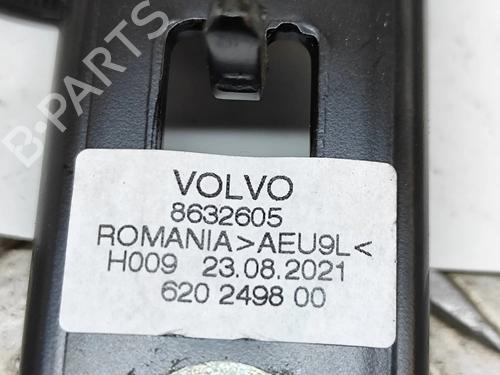 B-PARTS
VOLVO
8632605
ROMANIA>AEU9L<
H009 23.08.2021
620 2498 00